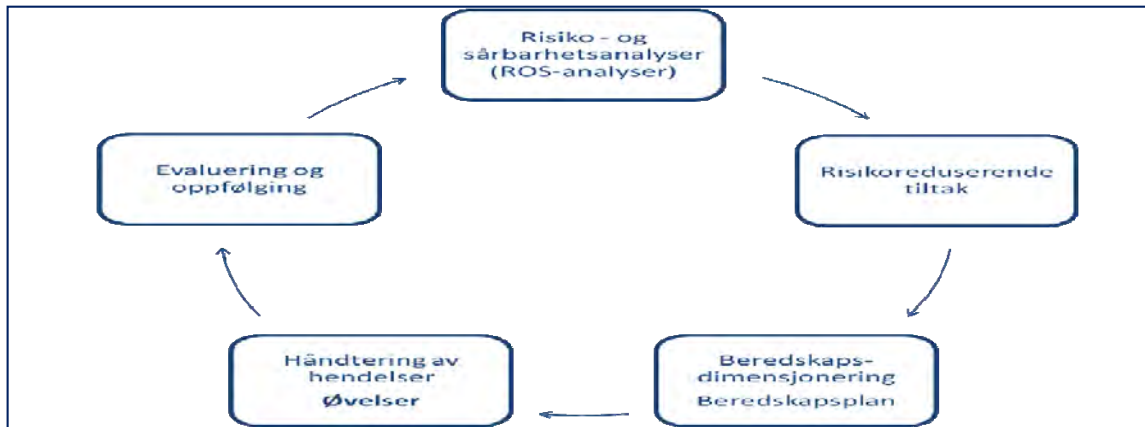 Risiko - og
sårbarhetsanalyser
(ROS-analyser)
Risikoreduserende
tiltak
Beredskaps-
dimensjonering
Beredskapsplan
Håndtering av
hendelser
Øvelser
Evaluering og
oppfølging